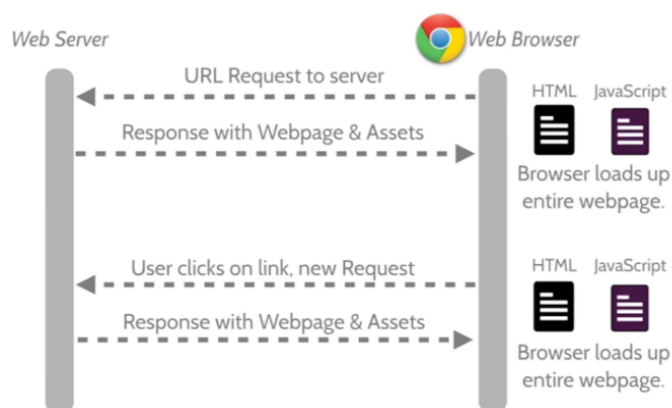 Web Server
Web Browser
URL Request to server
HTML
JavaScript
Response with Webpage & Assets
Browser loads up
entire webpage.
User clicks on link, new Request
HTML
JavaScript
Response with Webpage & Assets
Browser loads up
entire webpage.